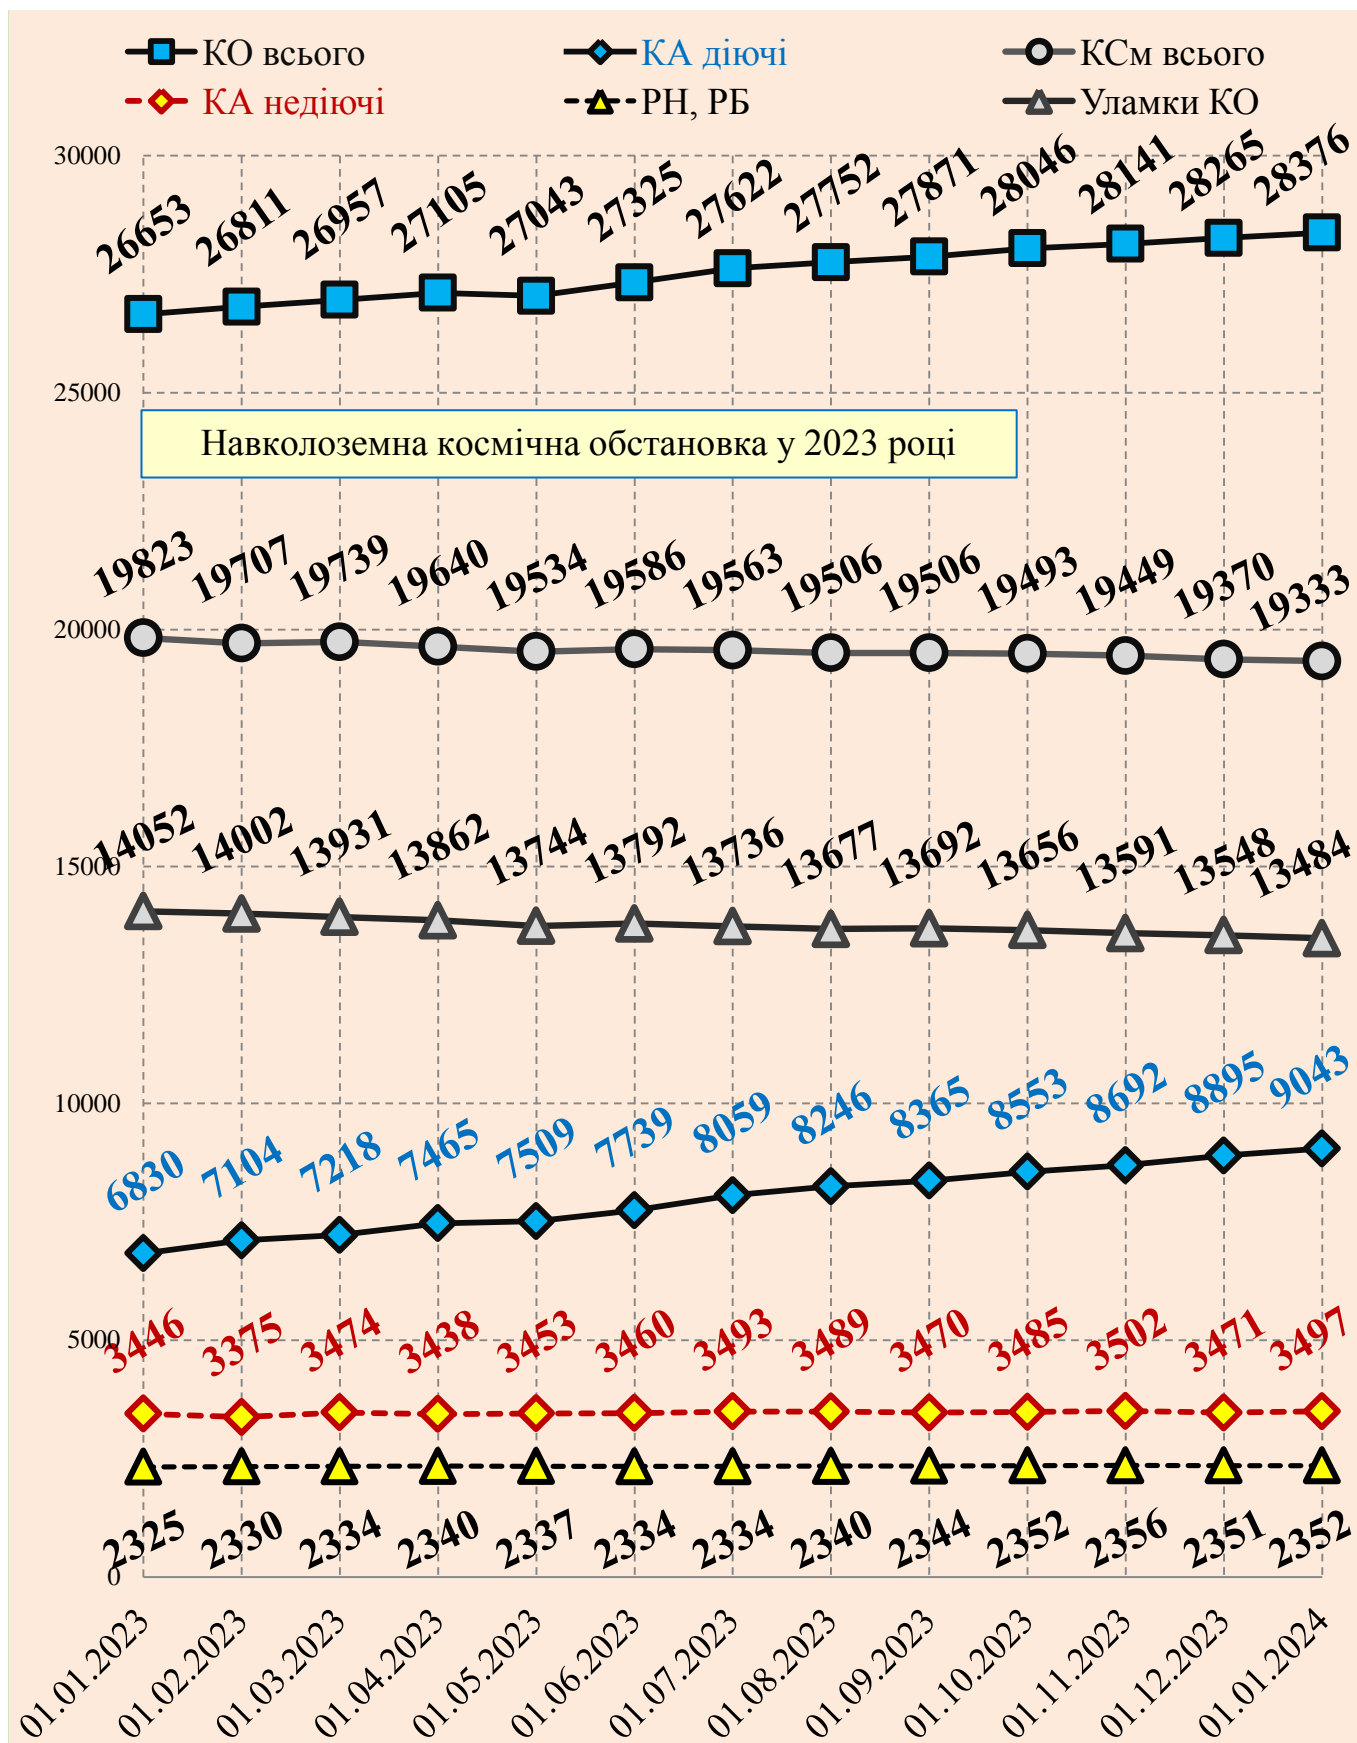 КО всього КА діючі КСм всього
КА недіючі РН, РБ Уламки КО
30000
26653 26811 26957 27105 27043 27325 27622 27752 27871 28046 28141 28265 28376
25000
Навколоземна космічна обстановка у 2023 році
19823 19707 19739 19640 19534 19586 19563 19506 19506 19493 19449 19370 19333
20000
14052 14002 13931 13862 13744 13792 13736 13677 13692 13656 13591 13548 13484
15000
10000
6830 7104 7218 7465 7509 7739 8059 8246 8365 8553 8692 8895 9043
5000
3446 3375 3474 3438 3453 3460 3493 3489 3470 3485 3502 3471 3497
2325 2330 2334 2340 2337 2334 2334 2340 2344 2352 2356 2351 2352
0
01.01.2023 01.02.2023 01.03.2023 01.04.2023 01.05.2023 01.06.2023 01.07.2023 01.08.2023 01.09.2023 01.10.2023 01.11.2023 01.12.2023 01.01.2024